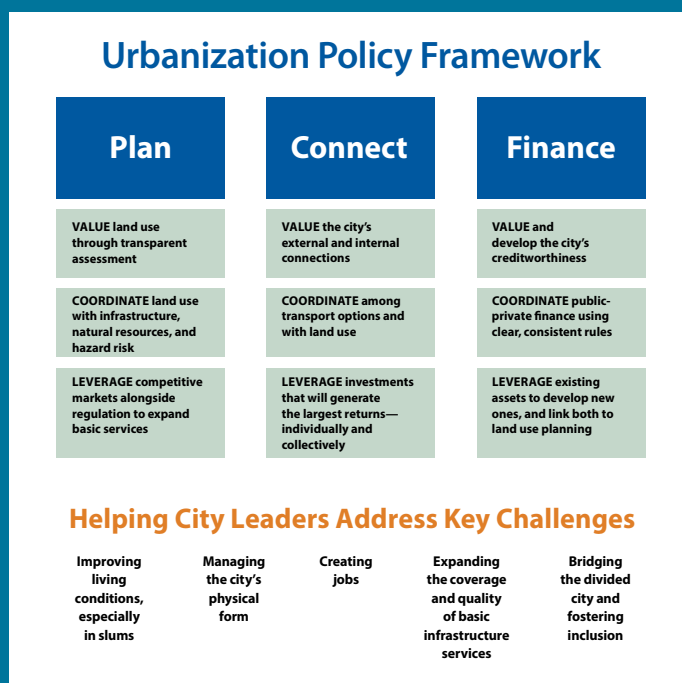 Urbanization Policy Framework
Plan
Connect
Finance
VALUE land use
through transparent
assessment
VALUE the city's
external and internal
connections
VALUE and
develop the city's
creditworthiness
COORDINATE land use
with infrastructure,
natural resources, and
hazard risk
COORDINATE among
transport options and
with land use
COORDINATE public-
private finance using
clear, consistent rules
LEVERAGE competitive
markets alongside
regulation to expand
basic services
LEVERAGE investments
that will generate
the largest returns—
individually and
collectively
LEVERAGE existing
assets to develop new
ones, and link both to
land use planning
Helping City Leaders Address Key Challenges
Improving
living
conditions,
especially
in slums
Managing
the city's
physical
form
Creating
jobs
Expanding
the coverage
and quality
of basic
infrastructure
services
Bridging
the divided
city and
fostering
inclusion